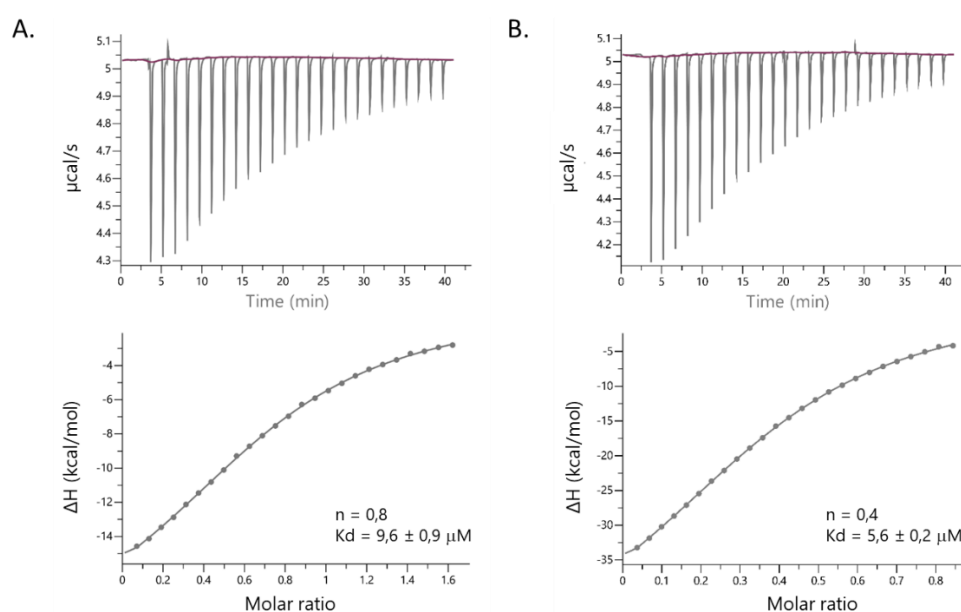 A.
5.1
5
4.9
4.8
4.7
4.6
4.5
4.4
4.3
µcal/s
0 5 10 15 20 25 30 35 40
Time (min)
-4
-6
-8
-10
-12
-14
ΔH (kcal/mol)
n = 0,8
Kd = 9,6 ± 0,9 µM
0 0.2 0.4 0.6 0.8 1 1.2 1.4 1.6
Molar ratio
B.
5.1
5
4.9
4.8
4.7
4.6
4.5
4.4
4.3
4.2
µcal/s
0 5 10 15 20 25 30 35 40
Time (min)
-5
-10
-15
-20
-25
-30
-35
ΔH (kcal/mol)
n = 0,4
Kd = 5,6 ± 0,2 µM
0 0.1 0.2 0.3 0.4 0.5 0.6 0.7 0.8
Molar ratio